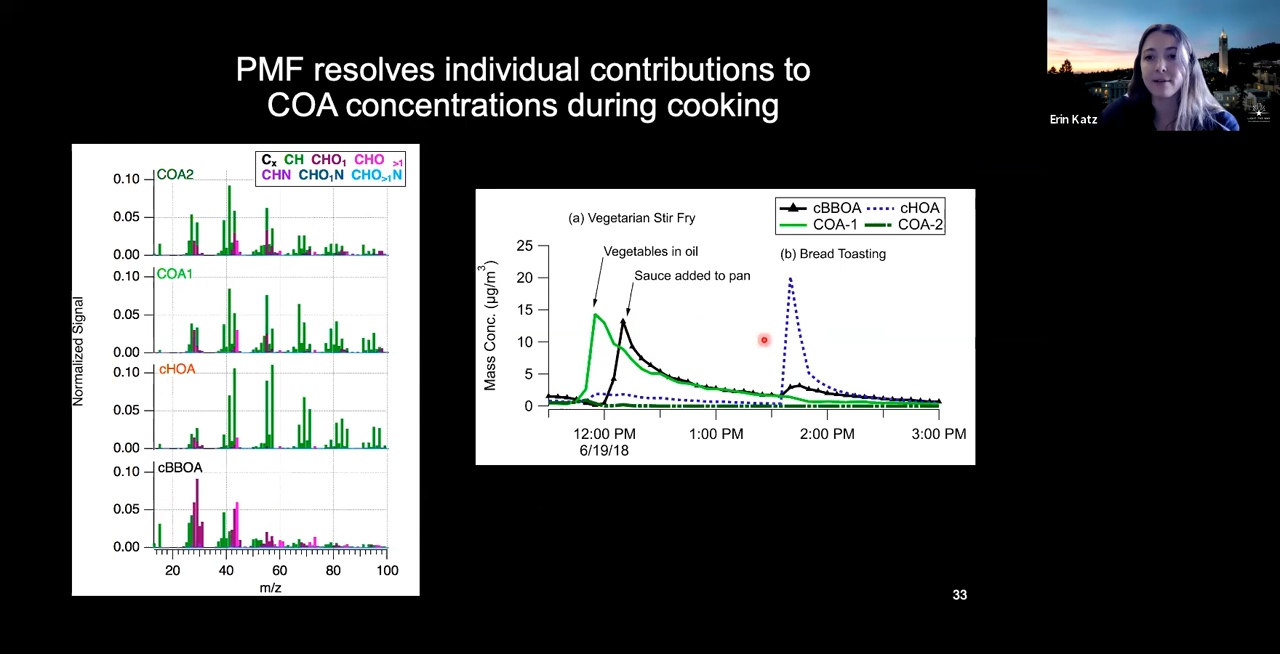 PMF resolves individual contributions to
COA concentrations during cooking
Erin Katz
Cx CH CHO1 CHO >1
CHN CHO1N CHO>1N
COA2
0.10
0.05
0.00
COA1
0.10
0.05
0.00
cHOA
0.10
0.05
0.00
cBBOA
0.10
0.05
0.00
Normalized Signal
20 40 60 80 100
m/z
cBBOA cHOA
COA-1 COA-2
(a) Vegetarian Stir Fry
(b) Bread Toasting
Vegetables in oil
Sauce added to pan
Mass Conc. (µg/m³)
25
20
15
10
5
0
12:00 PM 1:00 PM 2:00 PM 3:00 PM
6/19/18
33